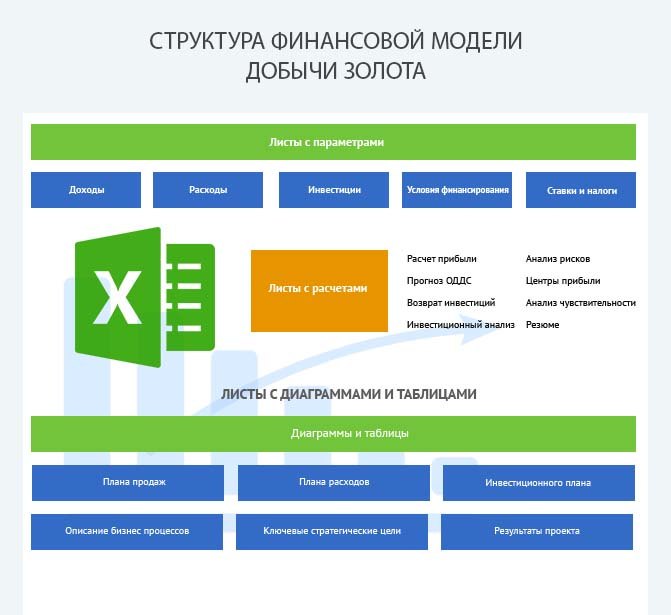 СТРУКТУРА ФИНАНСОВОЙ МОДЕЛИ
ДОБЫЧИ ЗОЛОТА
Листы с параметрами
Доходы
Расходы
Инвестиции
Условия финансирования
Ставки и налоги
X
Листы с расчетами
Расчет прибыли
Прогноз ОДДС
Возврат инвестиций
Инвестиционный анализ
Анализ рисков
Центры прибыли
Анализ чувствительности
Резюме
ЛИСТЫ С ДИАГРАММАМИ И ТАБЛИЦАМИ
Диаграммы и таблицы
Плана продаж
Плана расходов
Инвестиционного плана
Описание бизнес процессов
Ключевые стратегические цели
Результаты проекта